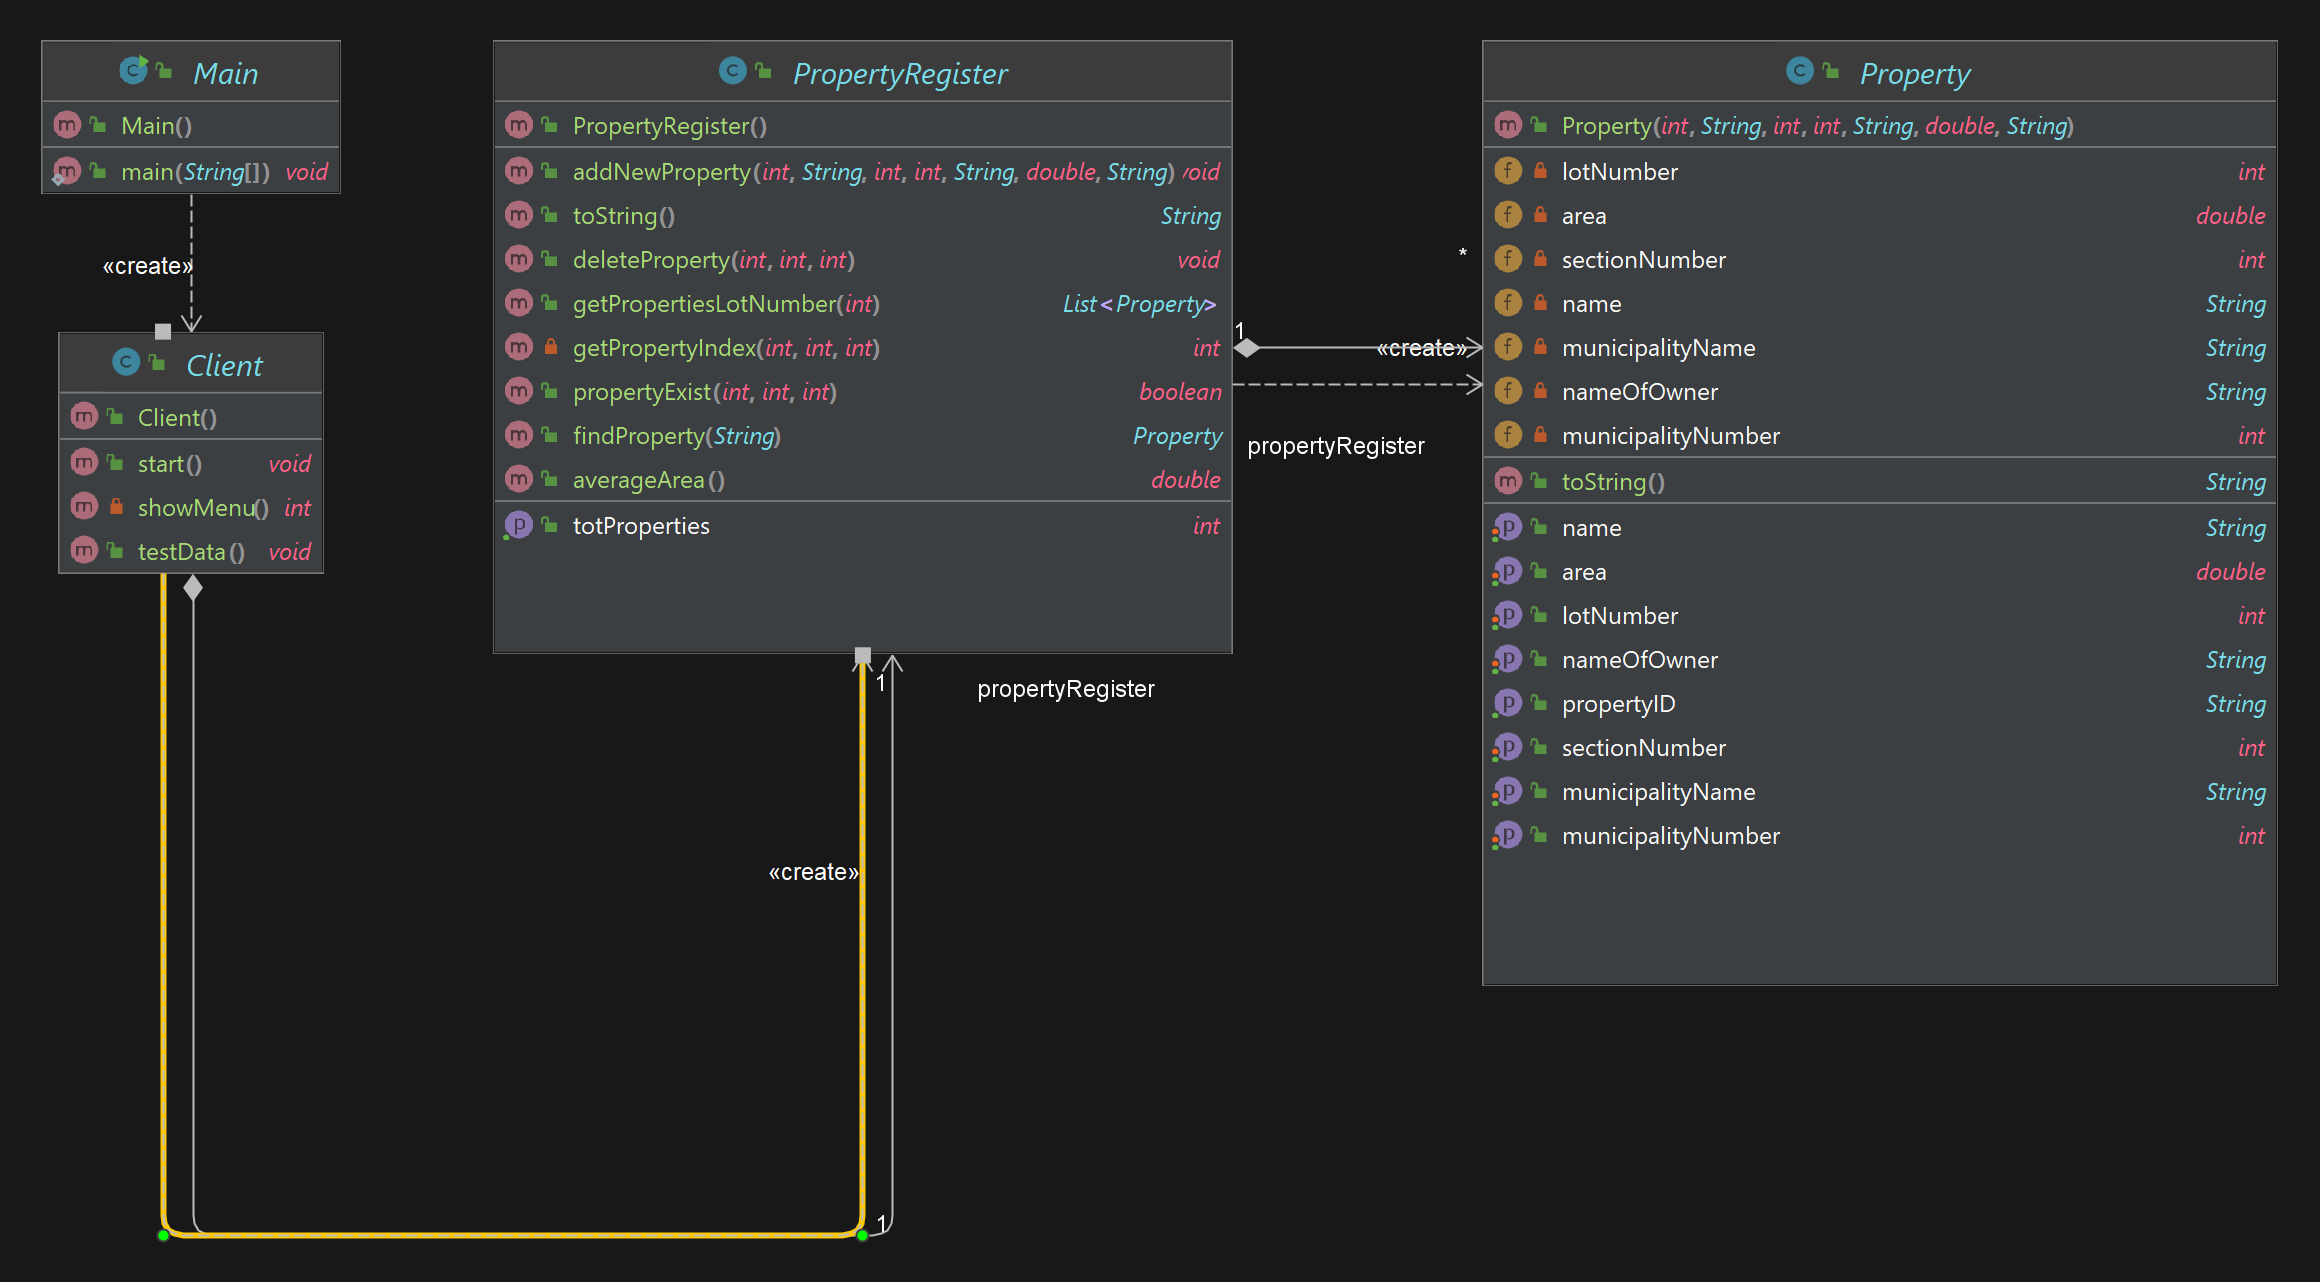 Main
Main()
main(String[]) void
«create»
Client
Client()
start() void
showMenu() int
testData() void
PropertyRegister
PropertyRegister()
addNewProperty(int, String, int, int, String, double, String) void
toString() String
deleteProperty(int, int, int) void
getPropertiesLotNumber(int) List<Property>
getPropertyIndex(int, int, int) int
propertyExist(int, int, int) boolean
findProperty(String) Property
averageArea() double
totProperties int
1
propertyRegister
«create»
1
*
1
«create»
propertyRegister
Property
Property(int, String, int, int, String, double, String)
lotNumber int
area double
sectionNumber int
name String
municipalityName String
nameOfOwner String
municipalityNumber int
toString() String
name String
area double
lotNumber int
nameOfOwner String
propertyID String
sectionNumber int
municipalityName String
municipalityNumber int